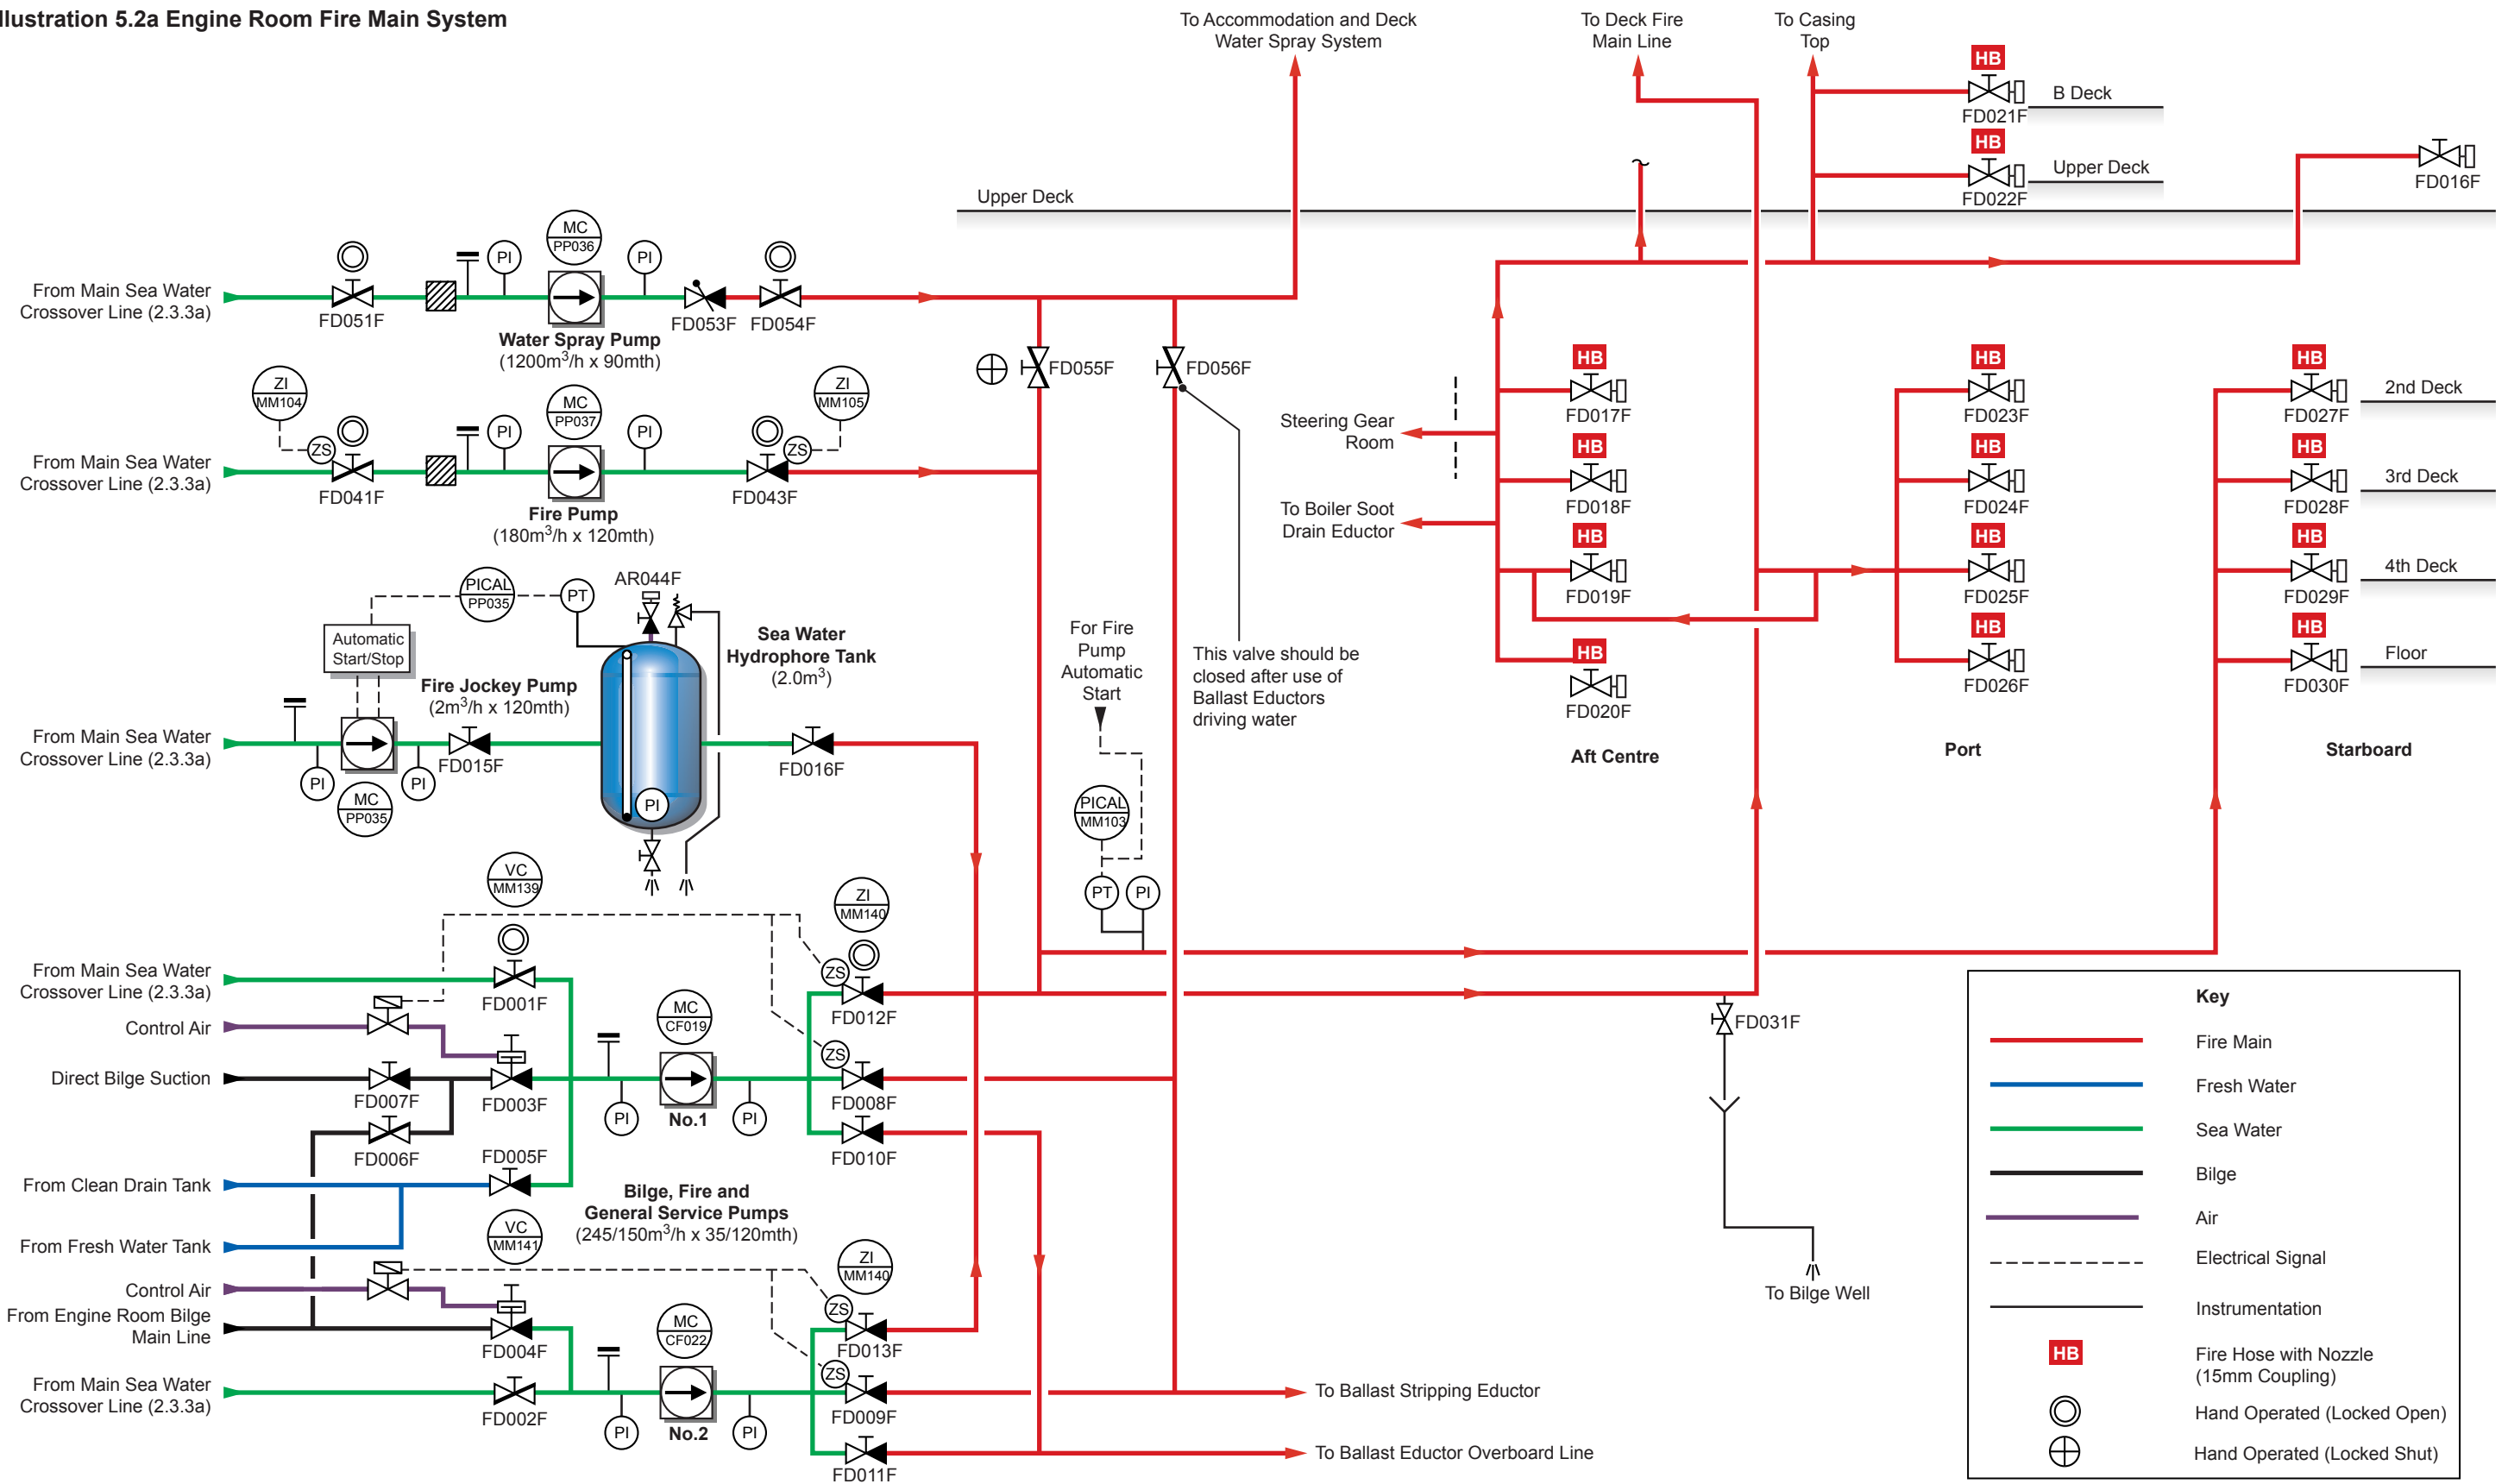 llustration 5.2a Engine Room Fire Main System
To Accommodation and Deck
Water Spray System
To Deck Fire
Main Line
To Casing
Top
HB
FD021F
B Deck
HB
FD022F
Upper Deck
FD016F
Upper Deck
From Main Sea Water
Crossover Line (2.3.3a)
FD051F
PI
MC
PP036
PI
FD053F
FD054F
Water Spray Pump
(1200m³/h x 90mth)
FD055F
FD056F
ZI
MM104
ZS
From Main Sea Water
Crossover Line (2.3.3a)
FD041F
PI
MC
PP037
PI
ZS
ZI
MM105
FD043F
Fire Pump
(180m³/h x 120mth)
Steering Gear
Room
To Boiler Soot
Drain Eductor
HB
FD017F
HB
FD018F
HB
FD019F
HB
FD020F
Aft Centre
HB
FD023F
HB
FD024F
HB
FD025F
HB
FD026F
Port
HB
FD027F
2nd Deck
HB
FD028F
3rd Deck
HB
FD029F
4th Deck
HB
FD030F
Floor
Starboard
PICAL
PP035
PT
AR044F
Automatic
Start/Stop
Sea Water
Hydrophore Tank
(2.0m³)
Fire Jockey Pump
(2m³/h x 120mth)
From Main Sea Water
Crossover Line (2.3.3a)
PI
MC
PP035
PI
FD015F
PI
FD016F
For Fire
Pump
Automatic
Start
This valve should be
closed after use of
Ballast Eductors
driving water
PICAL
MM103
PT
PI
VC
MM139
ZI
MM140
From Main Sea Water
Crossover Line (2.3.3a)
FD001F
ZS
FD012F
Control Air
Direct Bilge Suction
FD007F
FD003F
PI
MC
CF019
No.1
PI
ZS
FD008F
FD006F
FD005F
FD010F
From Clean Drain Tank
From Fresh Water Tank
Bilge, Fire and
General Service Pumps
(245/150m³/h x 35/120mth)
VC
MM141
ZI
MM140
Control Air
From Engine Room Bilge
Main Line
FD004F
ZS
FD013F
From Main Sea Water
Crossover Line (2.3.3a)
FD002F
PI
MC
CF022
No.2
PI
ZS
FD009F
FD011F
To Ballast Stripping Eductor
To Ballast Eductor Overboard Line
FD031F
To Bilge Well
Key
Fire Main
Fresh Water
Sea Water
Bilge
Air
Electrical Signal
Instrumentation
HB
Fire Hose with Nozzle
(15mm Coupling)
Hand Operated (Locked Open)
Hand Operated (Locked Shut)